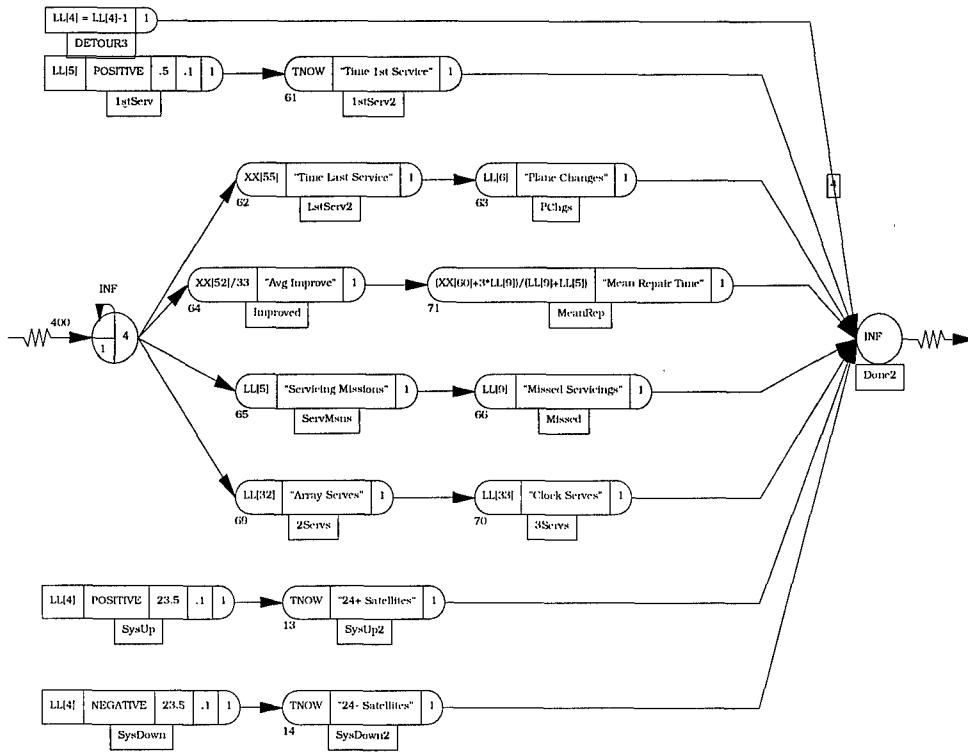 LL[4] = LL[4]-1 1
DETOUR3
LL[5] POSITIVE .5 .1 1
1stServ
TNOW "Time 1st Service" 1
61
1stServ2
XX[55] "Time Last Service" 1
62
LstServ2
LL[6] "Plane Changes" 1
63
PChgs
4
INF
XX[52]/33 "Avg Improve" 1
64
Improved
(XX[60]+3*LL[9])/(LL[9]+LL[5]) "Mean Repair Time" 1
71
MeanRep
400
1 4
INF
Done2
LL[5] "Servicing Missions" 1
65
ServMsns
LL[9] "Missed Servicings" 1
66
Missed
LL[32] "Array Serves" 1
69
2Servs
LL[33] "Clock Serves" 1
70
3Servs
LL[4] POSITIVE 23.5 .1 1
SysUp
TNOW "24+ Satellites" 1
13
SysUp2
LL[4] NEGATIVE 23.5 .1 1
SysDown
TNOW "24- Satellites" 1
14
SysDown2